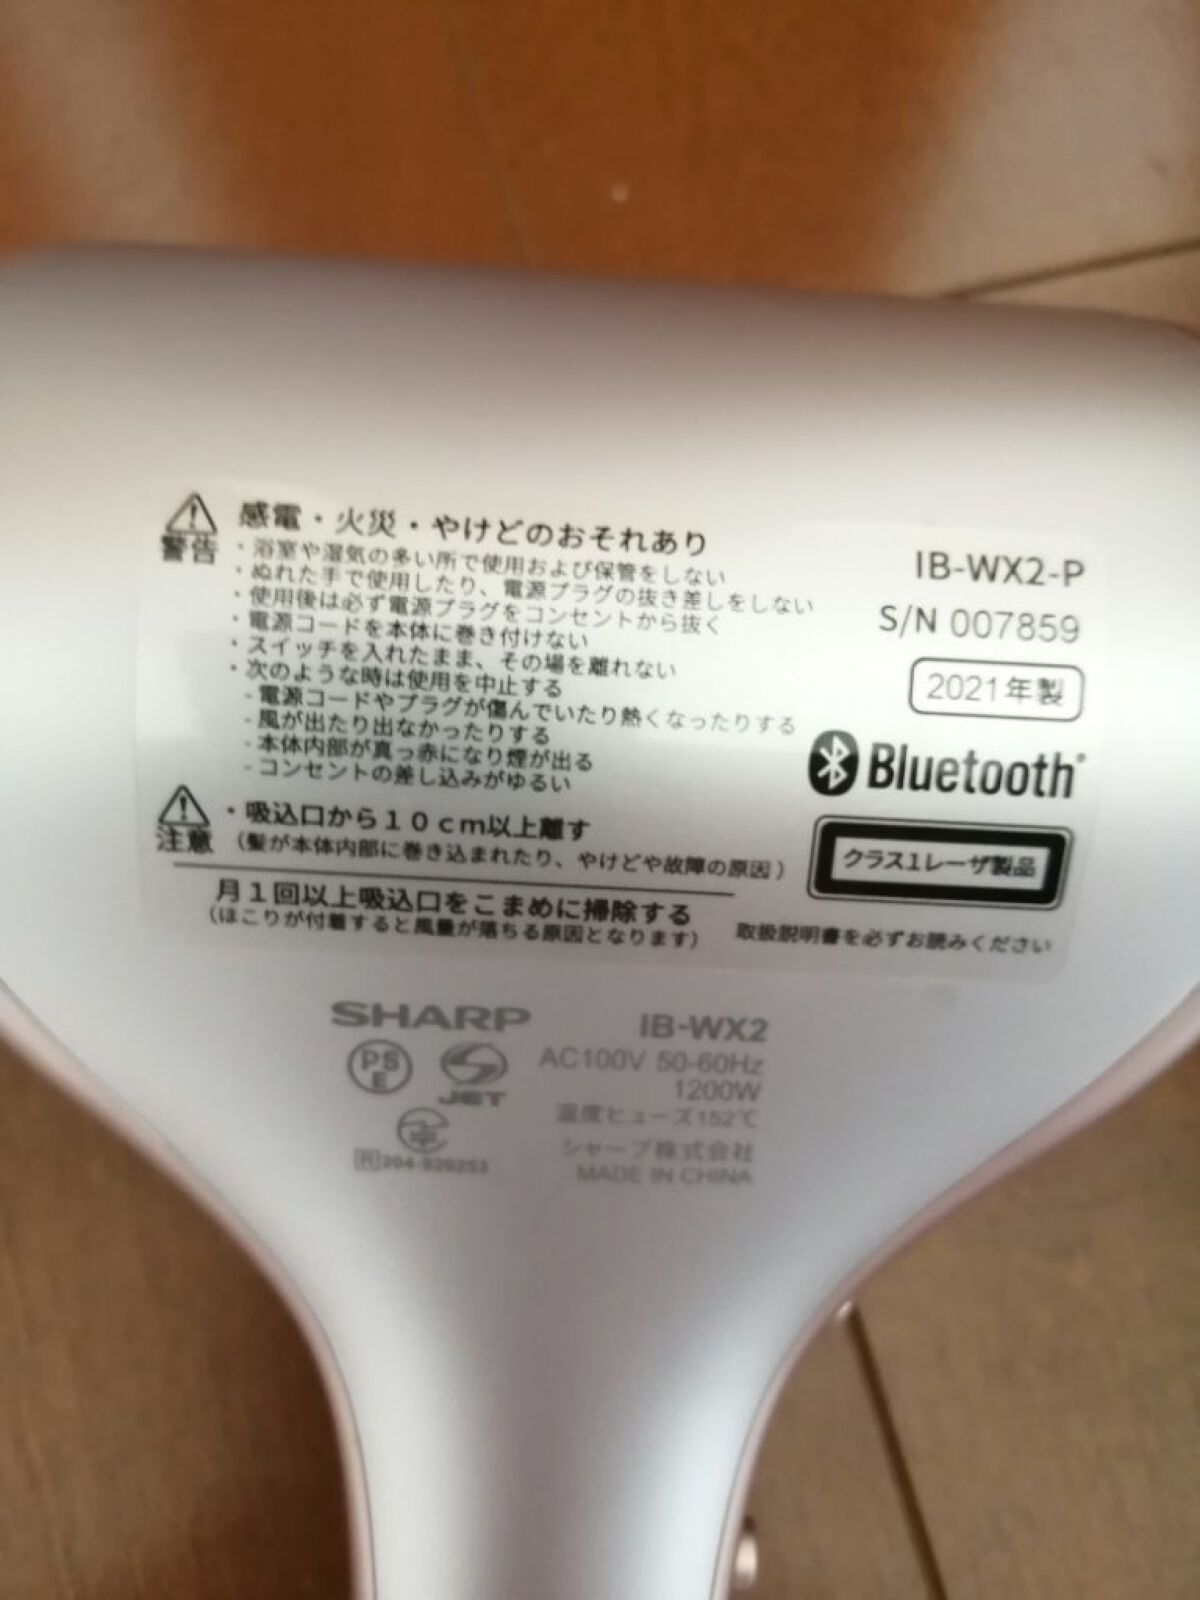 警告
感電・火災・やけどのおそれあり
・浴室や湿気の多い所で使用および保管をしない
・ぬれた手で使用したり、電源プラグの抜き差しをしない
・使用後は必ず電源プラグをコンセントから抜く
・電源コードを本体に巻き付けない
・スイッチを入れたまま、その場を離れない
・次のような時は使用を中止する
- 電源コードやプラグが傷んでいたり熱くなったりする
- 風が出たり出なかったりする
- 本体内部が真っ赤になり煙が出る
- コンセントの差し込みがゆるい
注意
・吸込口から10cm以上離す
（髪が本体内部に巻き込まれたり、やけどや故障の原因）
月1回以上吸込口をこまめに掃除する
（ほこりが付着すると風量が落ちる原因となります）
IB-WX2-P
S/N 007859
2021年製
Bluetooth®
クラス1レーザ製品
取扱説明書を必ずお読みください
SHARP
IB-WX2
PSE
JET
AC100V 50-60Hz
1200W
温度ヒューズ152℃
R 204-920253
シャープ株式会社
MADE IN CHINA